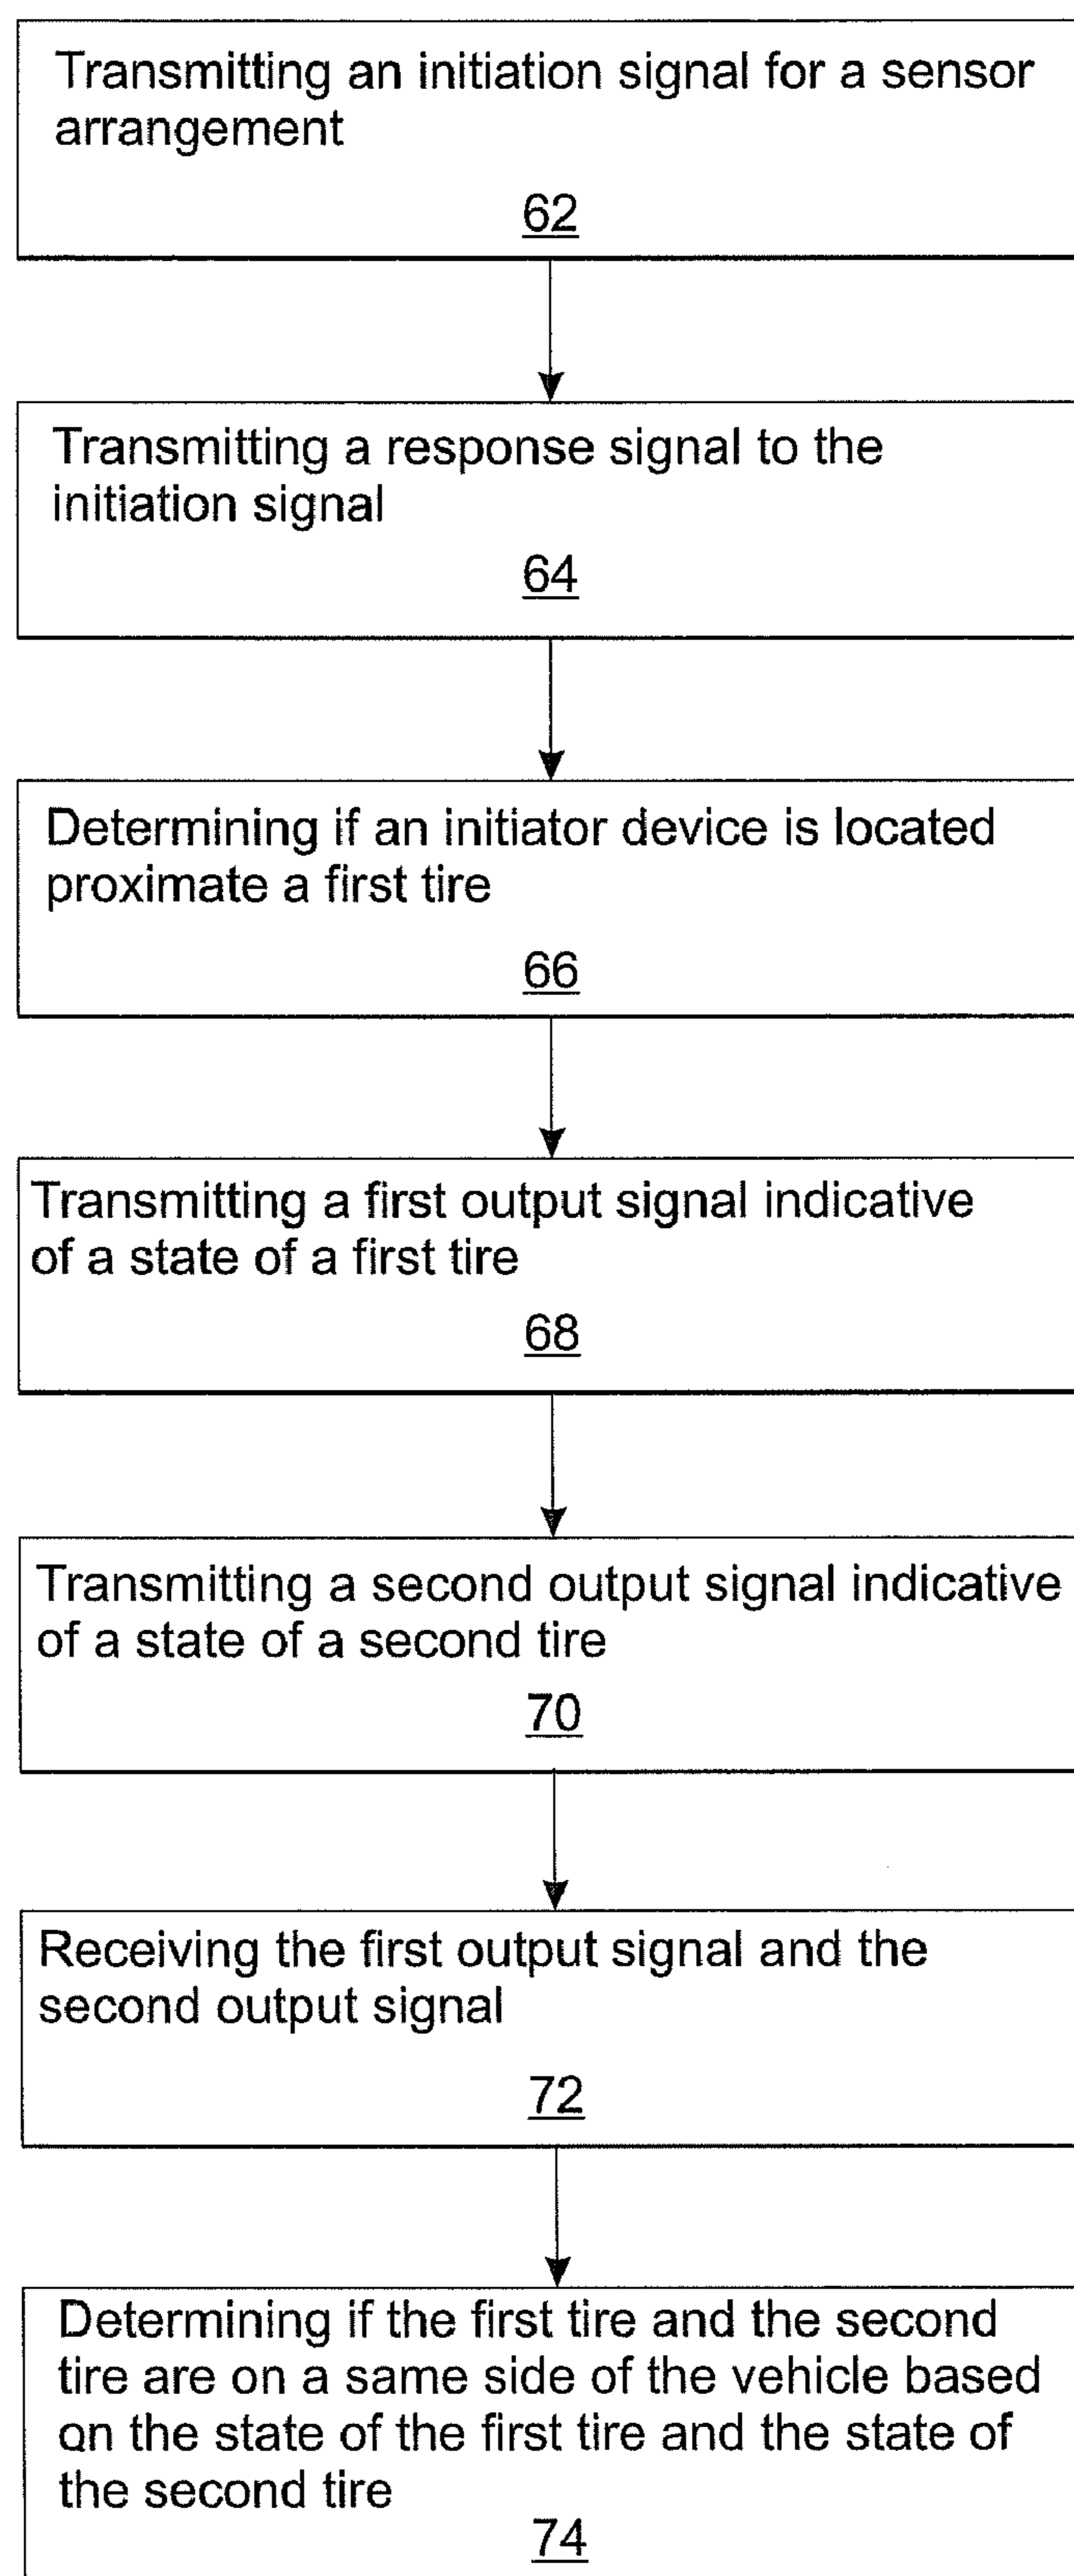 Transmitting an initiation signal for a sensor
arrangement
62
Transmitting a response signal to the
initiation signal
64
Determining if an initiator device is located
proximate a first tire
66
Transmitting a first output signal indicative
of a state of a first tire
68
Transmitting a second output signal indicative
of a state of a second tire
70
Receiving the first output signal and the
second output signal
72
Determining if the first tire and the second
tire are on a same side of the vehicle based
on the state of the first tire and the state of
the second tire
74